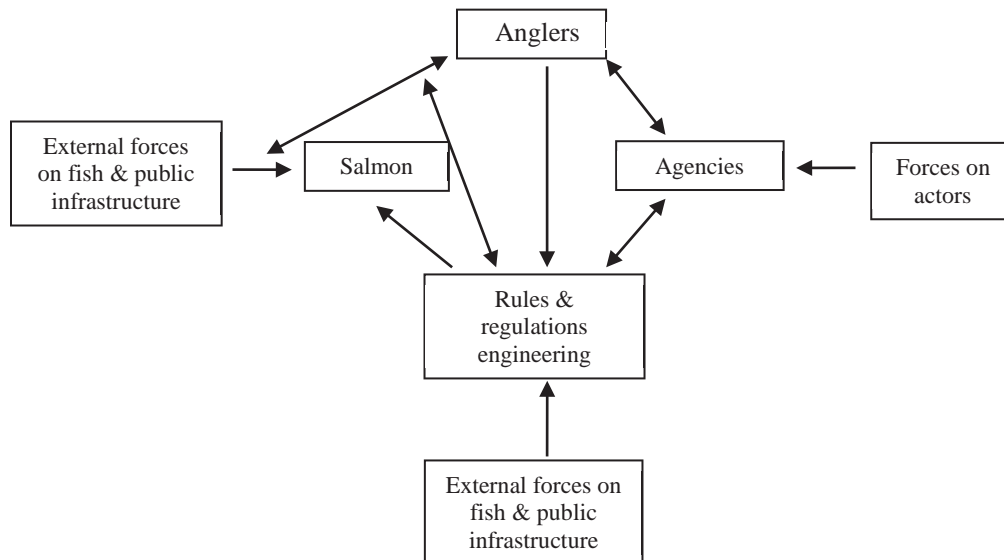 Anglers
External forces
on fish & public
infrastructure
Salmon
Agencies
Forces on
actors
Rules &
regulations
engineering
External forces on
fish & public
infrastructure